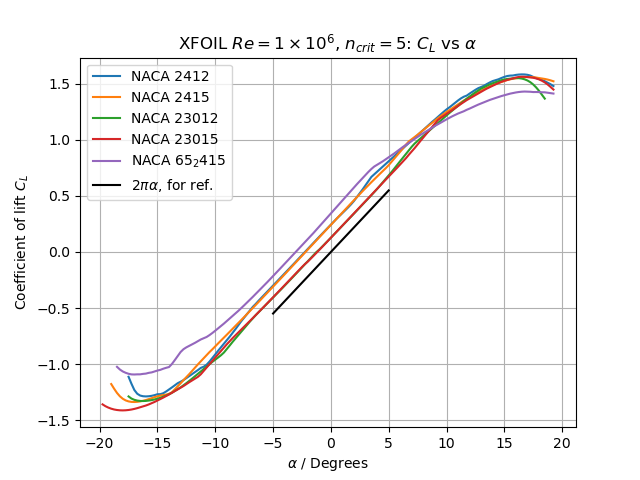 XFOIL Re = 1 × 10⁶, n_crit = 5: C_L vs α
NACA 2412
NACA 2415
NACA 23012
NACA 23015
NACA 65₂415
2πα, for ref.
Coefficient of lift C_L
1.5
1.0
0.5
0.0
−0.5
−1.0
−1.5
−20 −15 −10 −5 0 5 10 15 20
α / Degrees